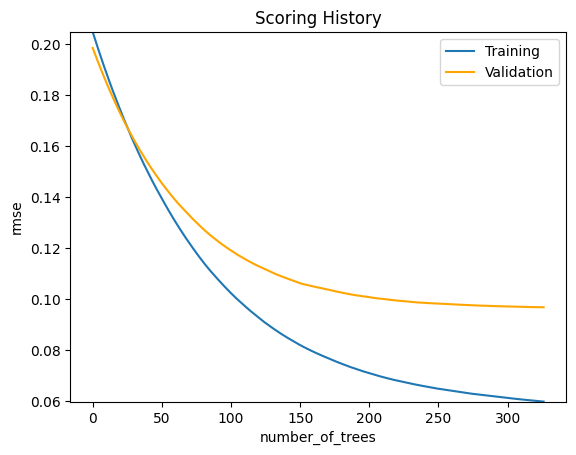 Scoring History
Training
Validation
rmse
0.20
0.18
0.16
0.14
0.12
0.10
0.08
0.06
0 50 100 150 200 250 300
number_of_trees